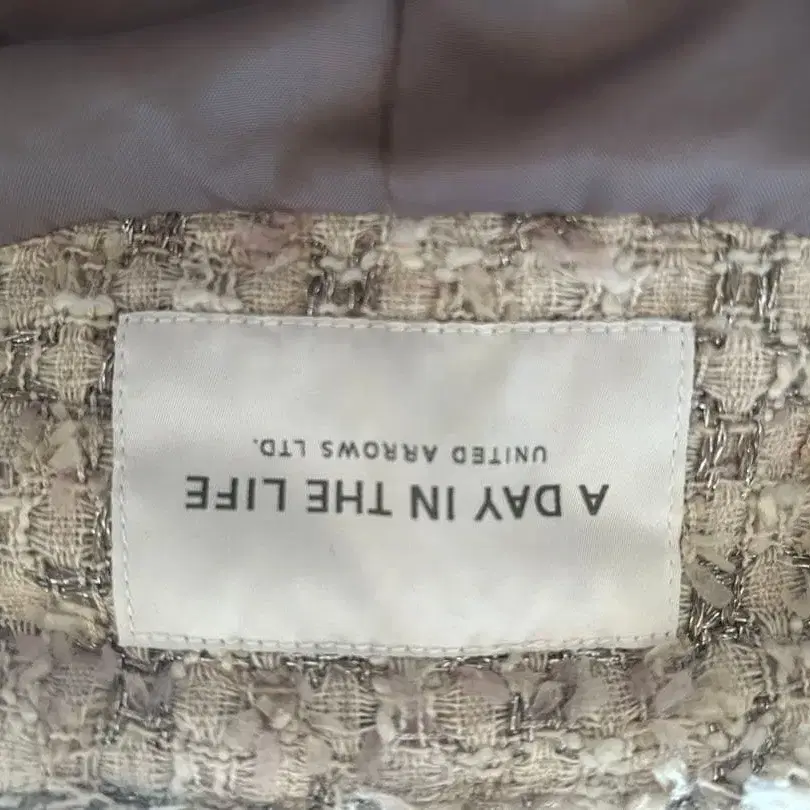 A DAY IN THE LIFE
UNITED ARROWS LTD.